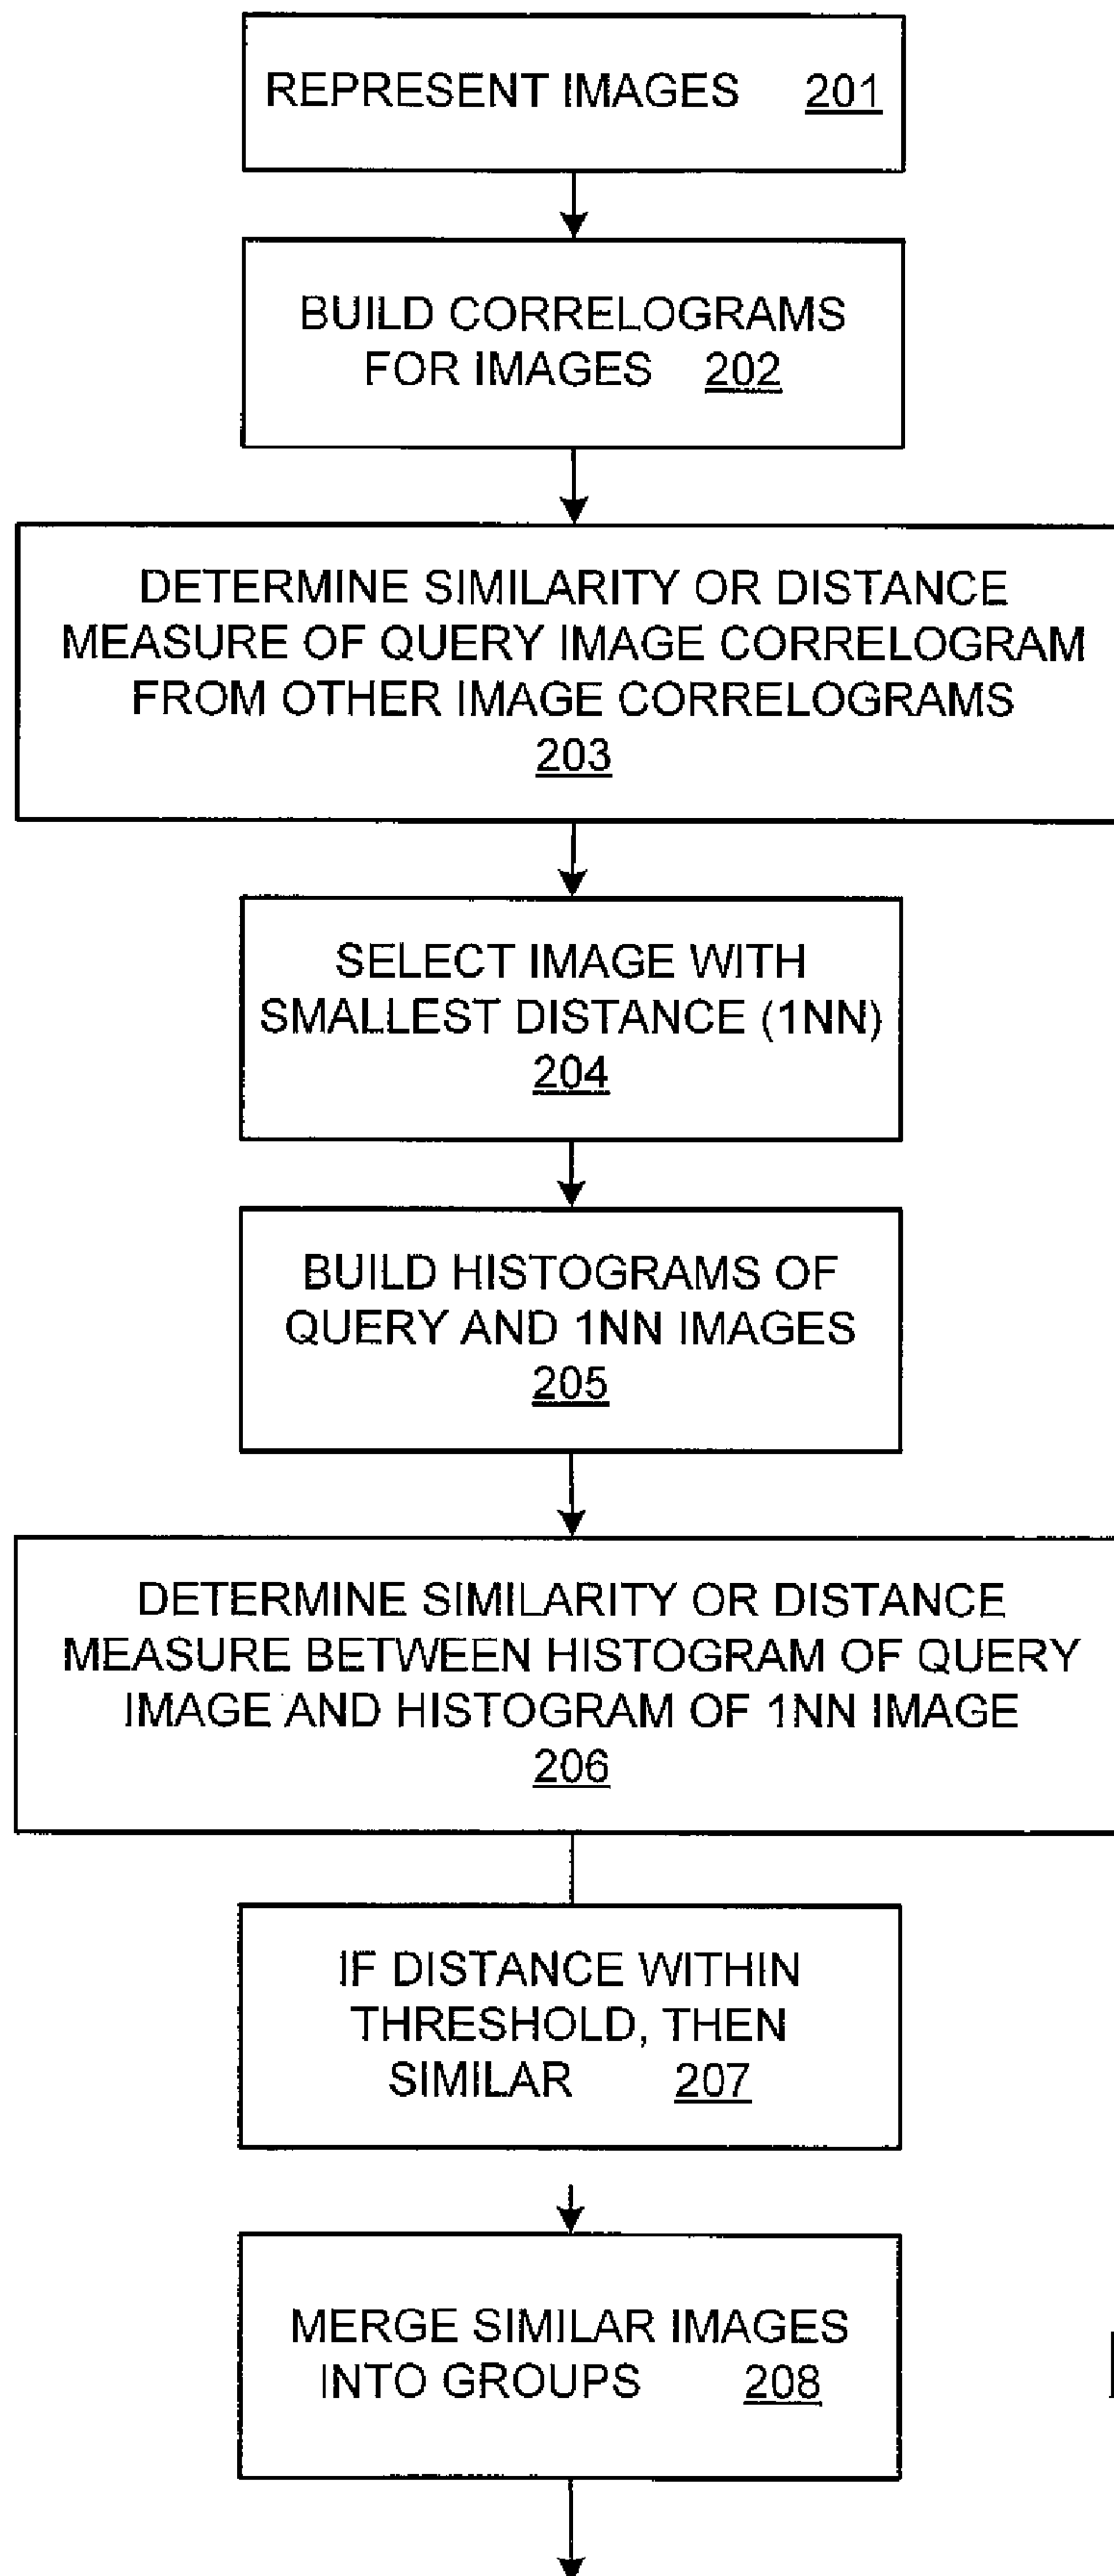 REPRESENT IMAGES 201
BUILD CORRELOGRAMS
FOR IMAGES 202
DETERMINE SIMILARITY OR DISTANCE
MEASURE OF QUERY IMAGE CORRELOGRAM
FROM OTHER IMAGE CORRELOGRAMS
203
SELECT IMAGE WITH
SMALLEST DISTANCE (1NN)
204
BUILD HISTOGRAMS OF
QUERY AND 1NN IMAGES
205
DETERMINE SIMILARITY OR DISTANCE
MEASURE BETWEEN HISTOGRAM OF QUERY
IMAGE AND HISTOGRAM OF 1NN IMAGE
206
IF DISTANCE WITHIN
THRESHOLD, THEN
SIMILAR 207
MERGE SIMILAR IMAGES
INTO GROUPS 208